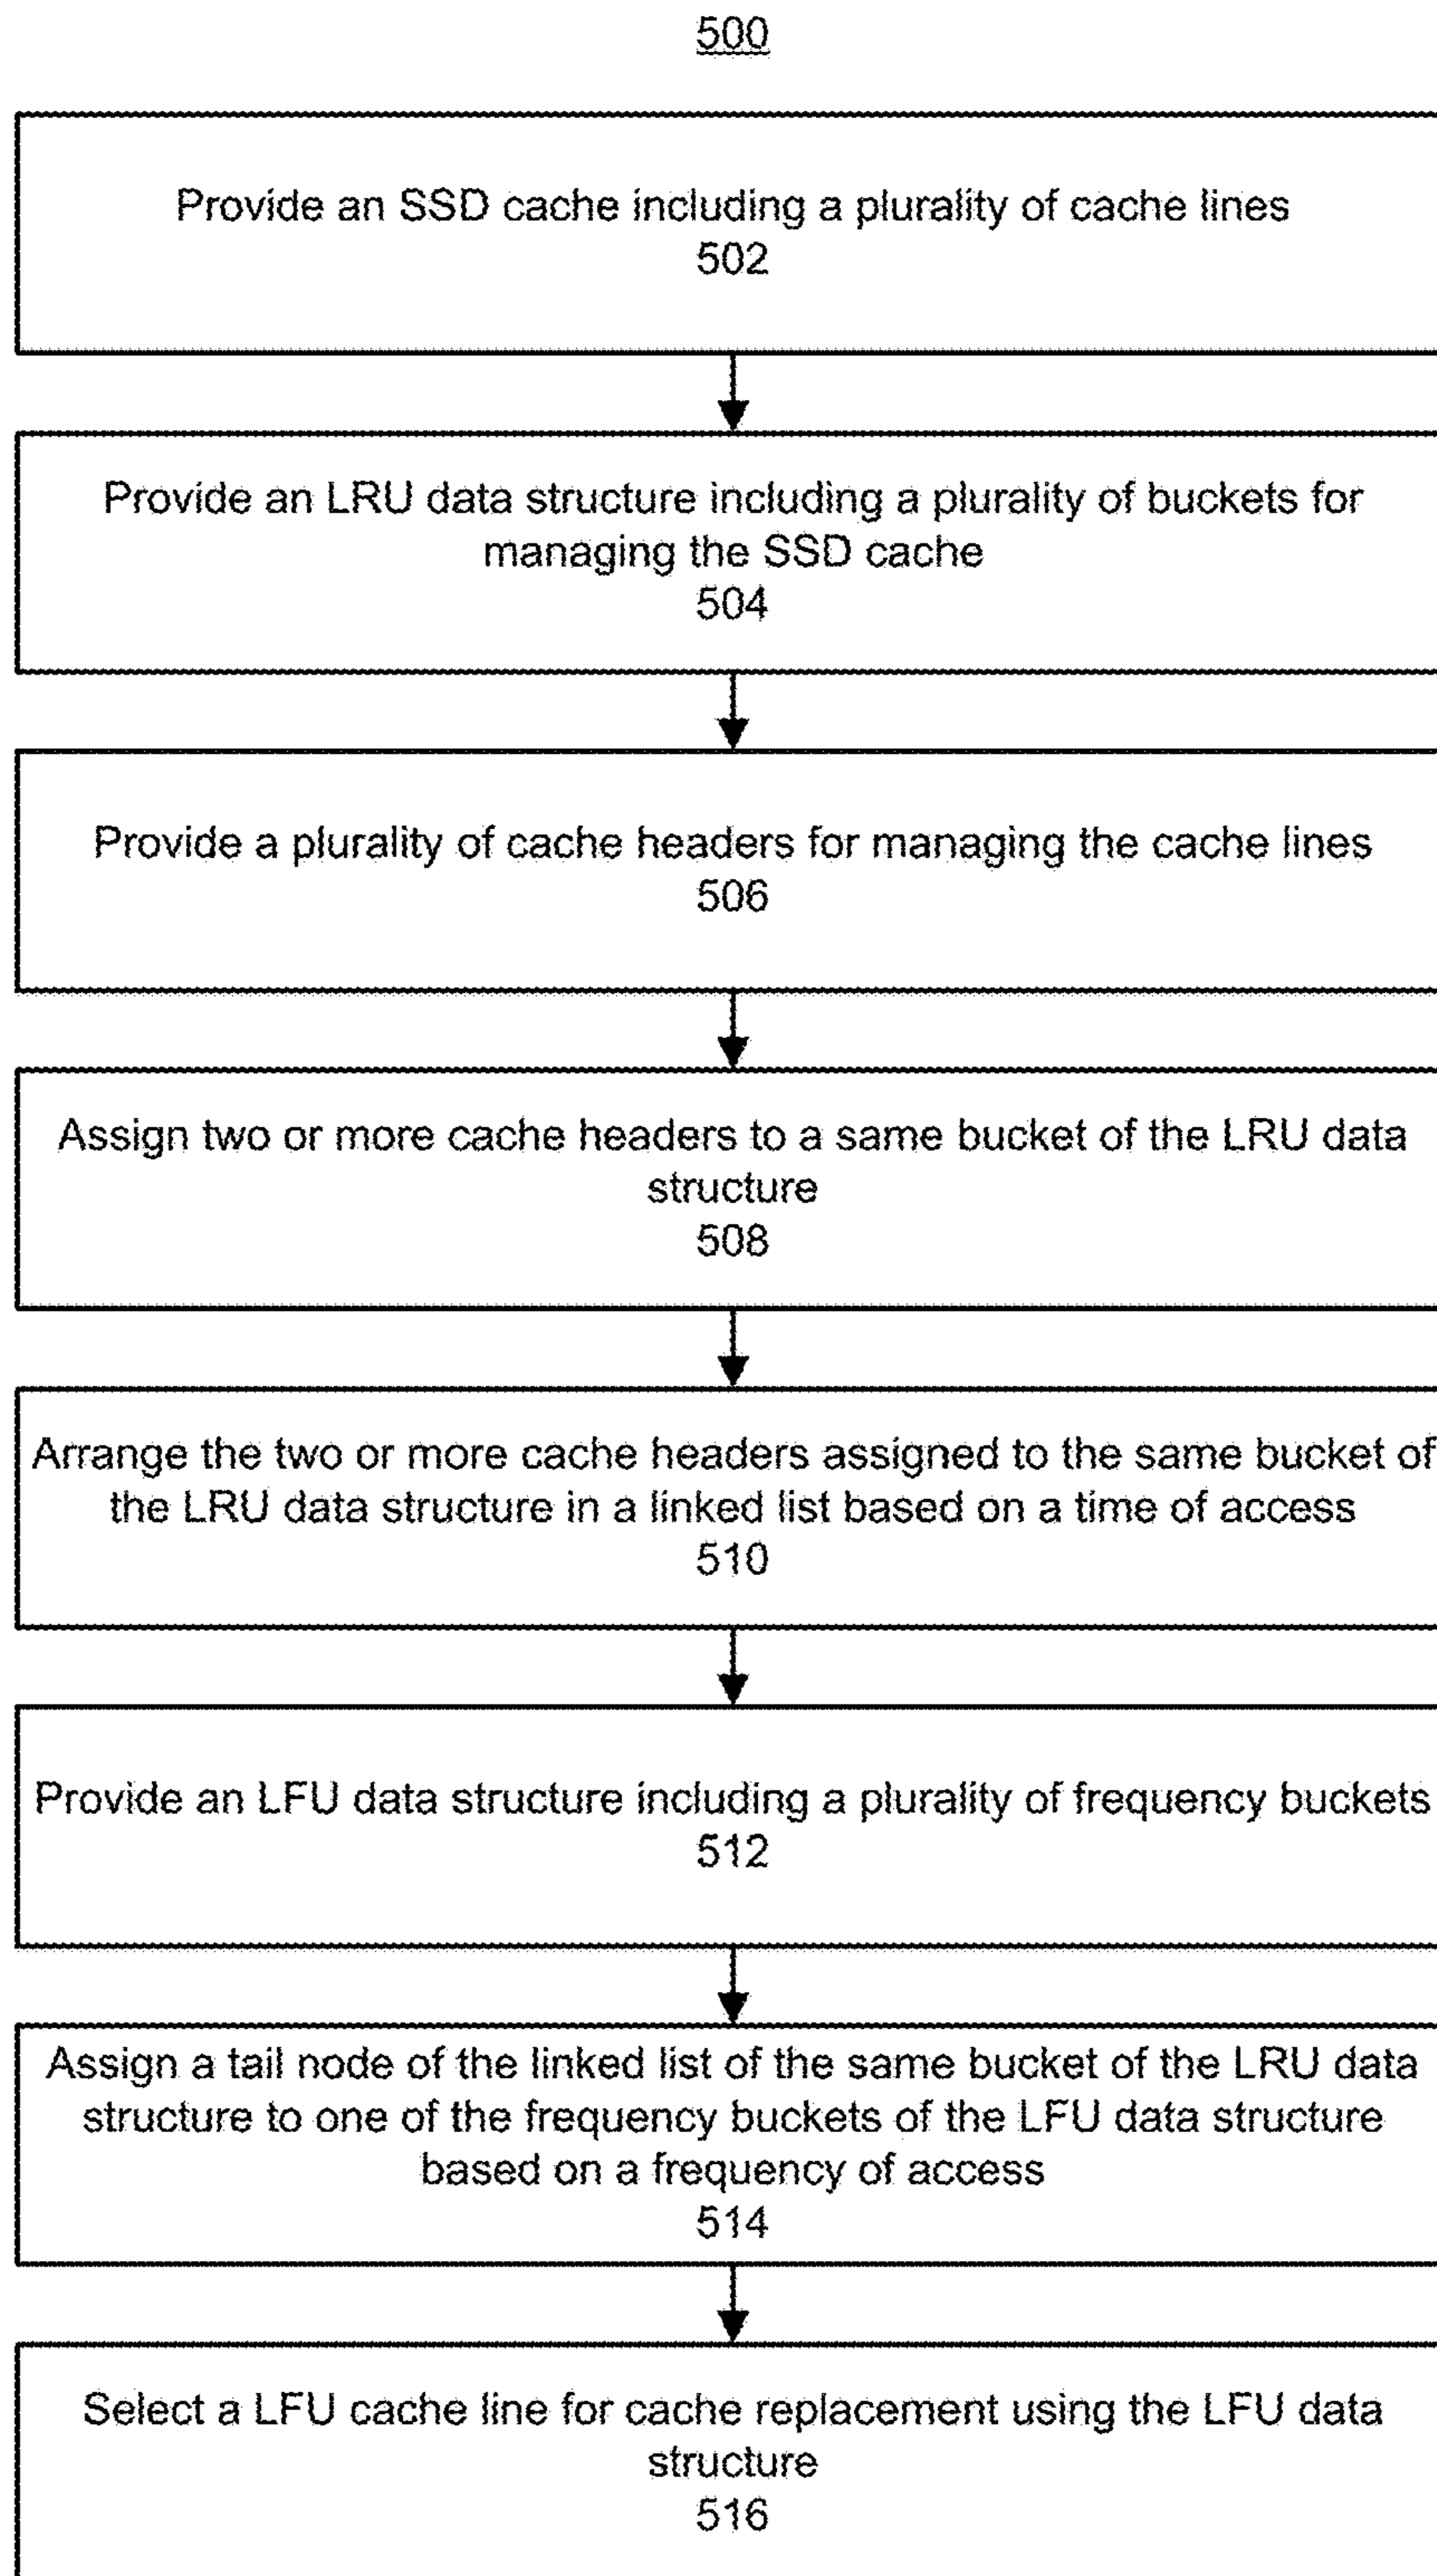 500
Provide an SSD cache including a plurality of cache lines
502
Provide an LRU data structure including a plurality of buckets for
managing the SSD cache
504
Provide a plurality of cache headers for managing the cache lines
506
Assign two or more cache headers to a same bucket of the LRU data
structure
508
Arrange the two or more cache headers assigned to the same bucket of
the LRU data structure in a linked list based on a time of access
510
Provide an LFU data structure including a plurality of frequency buckets
512
Assign a tail node of the linked list of the same bucket of the LRU data
structure to one of the frequency buckets of the LFU data structure
based on a frequency of access
514
Select a LFU cache line for cache replacement using the LFU data
structure
516